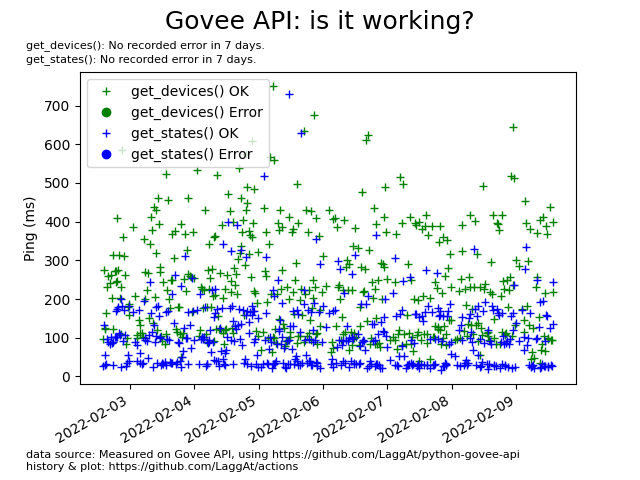 Govee API: is it working?
get_devices(): No recorded error in 7 days.
get_states(): No recorded error in 7 days.
get_devices() OK
get_devices() Error
get_states() OK
get_states() Error
Ping (ms)
700
600
500
400
300
200
100
0
2022-02-03
2022-02-04
2022-02-05
2022-02-06
2022-02-07
2022-02-08
2022-02-09
data source: Measured on Govee API, using https://github.com/LaggAt/python-govee-api
history & plot: https://github.com/LaggAt/actions